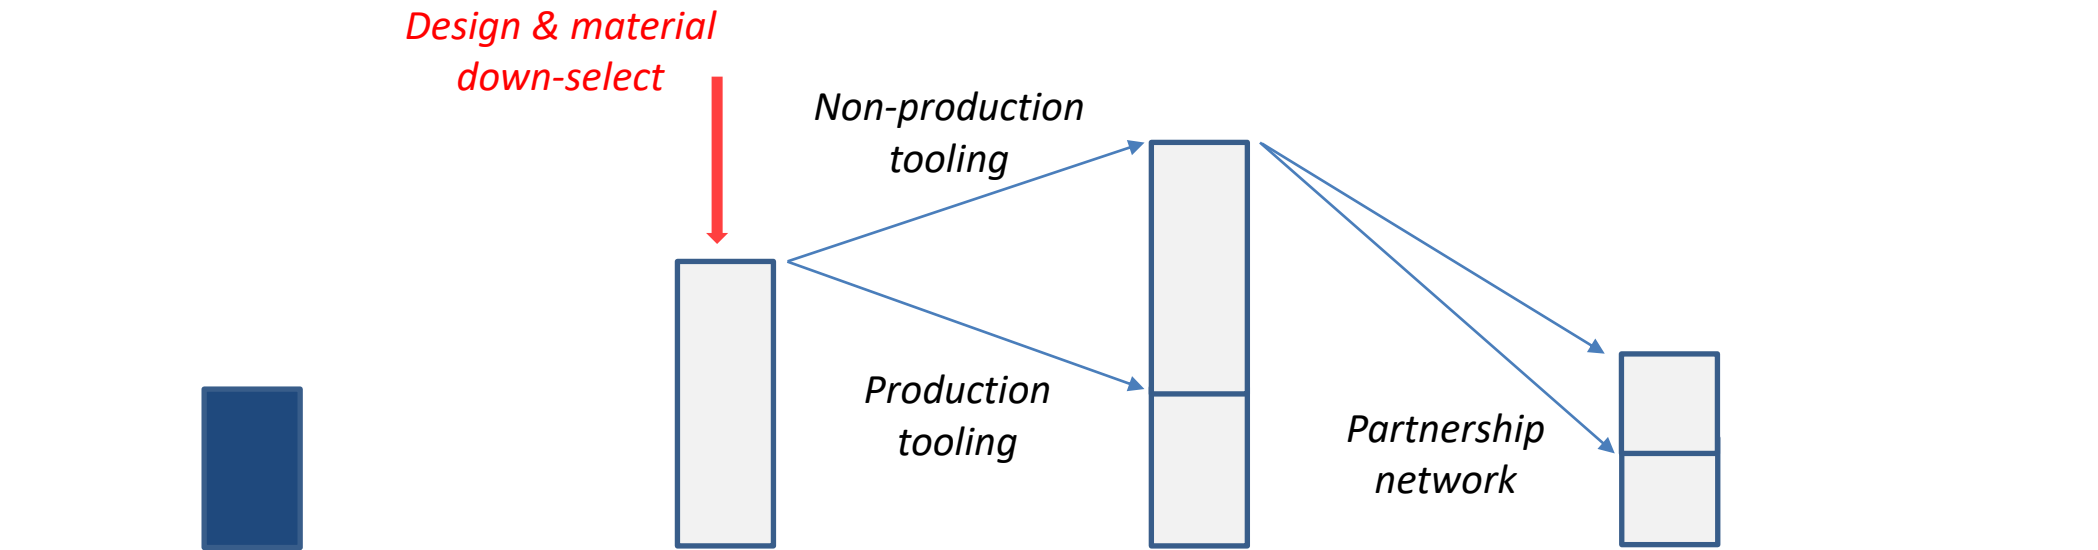 Design & material
down-select
Non-production
tooling
Production
tooling
Partnership
network